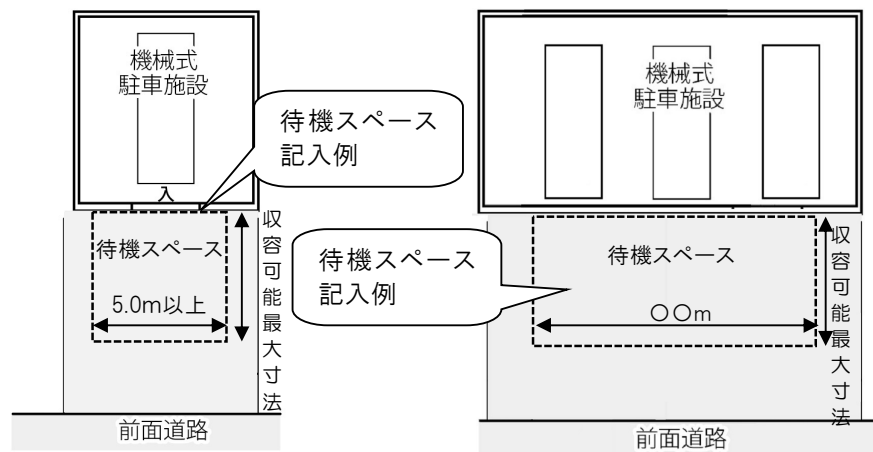 機械式
駐車施設
待機スペース
記入例
入
待機スペース
5.0m以上
収容可能最大寸法
前面道路
機械式
駐車施設
待機スペース
記入例
待機スペース
〇〇m
収容可能最大寸法
前面道路